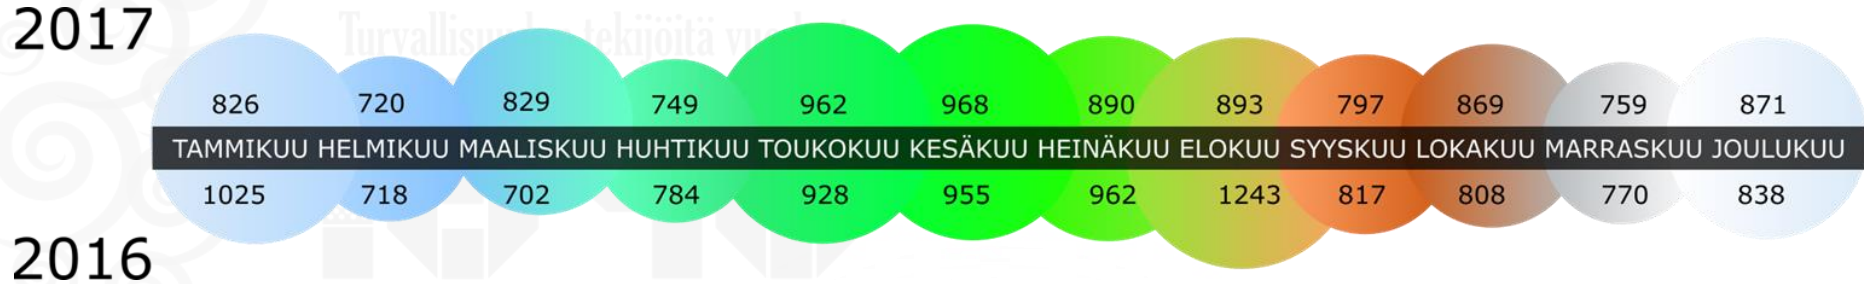 2017
826 720 829 749 962 968 890 893 797 869 759 871
TAMMIKUU HELMIKUU MAALISKUU HUHTIKUU TOUKOKUU KESÄKUU HEINÄKUU ELOKUU SYYSKUU LOKAKUU MARRASKUU JOULUKUU
1025 718 702 784 928 955 962 1243 817 808 770 838
2016